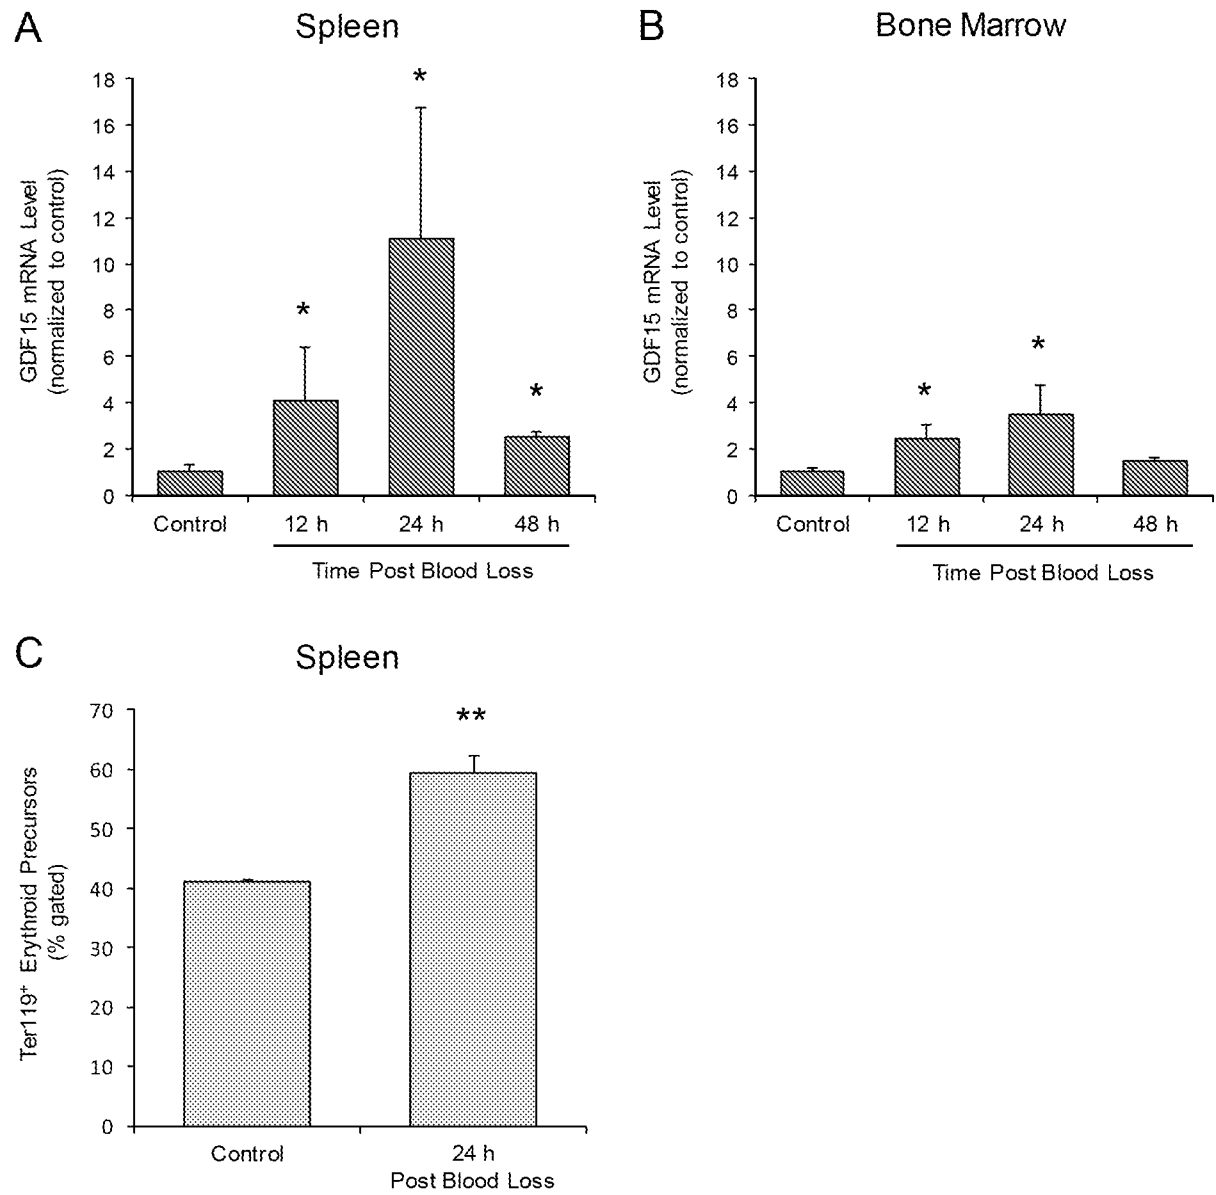 A
Spleen
GDF15 mRNA Level
(normalized to control)
18
16
14
12
10
8
6
4
2
0
*
*
*
Control
12 h
24 h
48 h
Time Post Blood Loss
B
Bone Marrow
GDF15 mRNA Level
(normalized to control)
18
16
14
12
10
8
6
4
2
0
*
*
Control
12 h
24 h
48 h
Time Post Blood Loss
C
Spleen
Ter119⁺ Erythroid Precursors
(% gated)
70
60
50
40
30
20
10
0
**
Control
24 h
Post Blood Loss